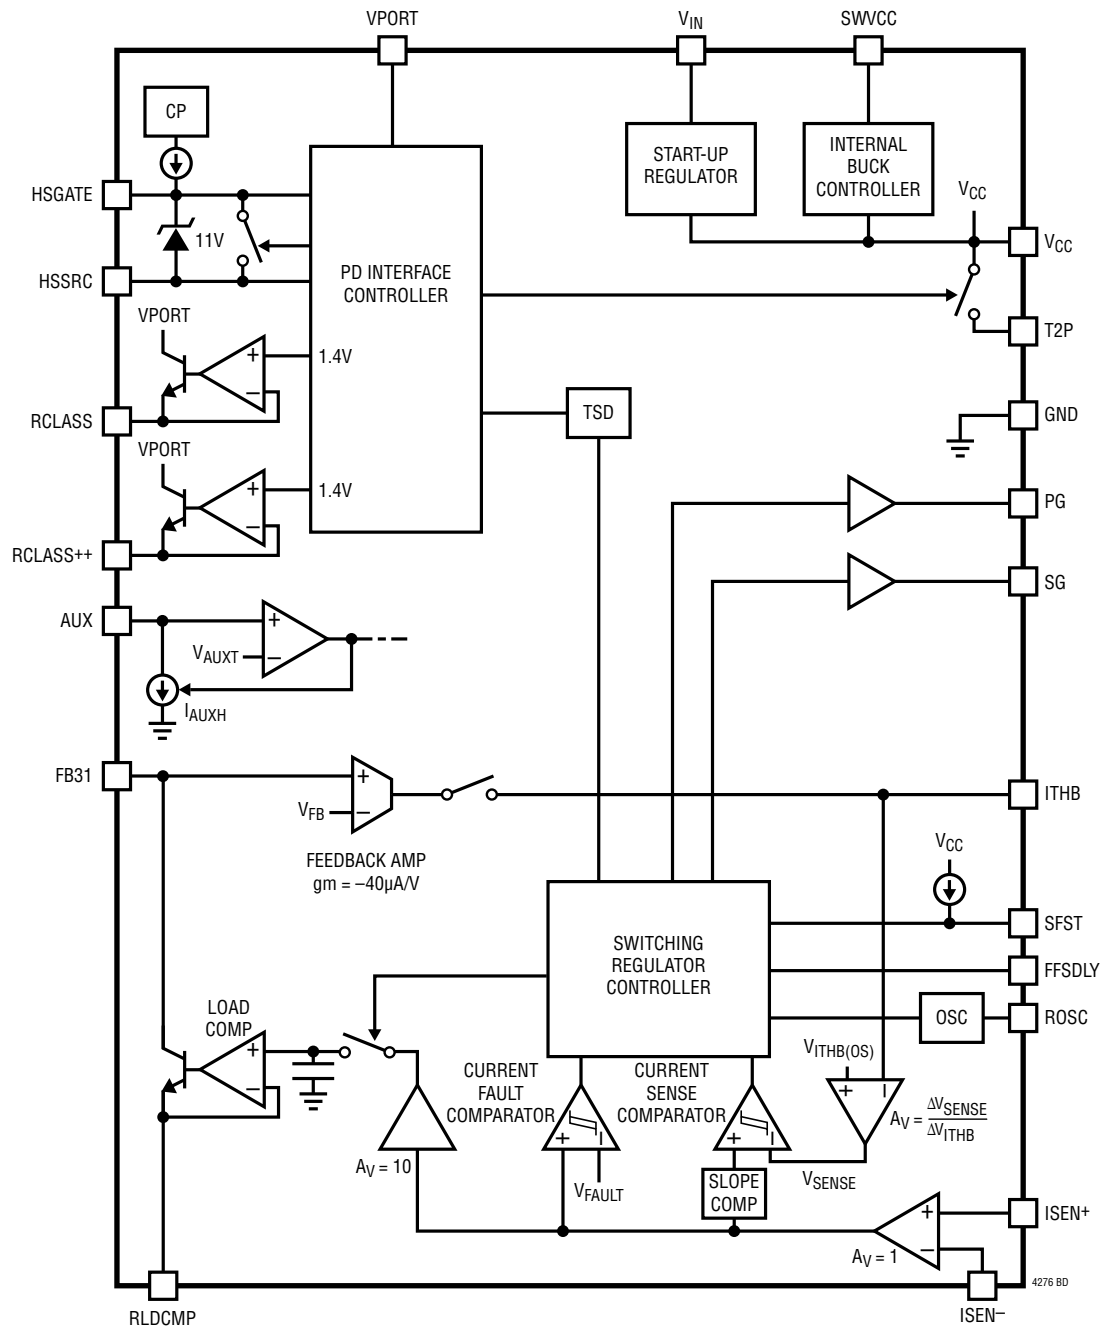 VPORT
VIN
SWVCC
CP
START-UP
REGULATOR
INTERNAL
BUCK
CONTROLLER
VCC
HSGATE
11V
VCC
HSSRC
PD INTERFACE
CONTROLLER
VPORT
T2P
+
1.4V
−
RCLASS
TSD
GND
VPORT
+
1.4V
−
PG
RCLASS++
SG
AUX
+
VAUXT
−
IAUXH
FB31
+
VFB
−
ITHB
FEEDBACK AMP
gm = –40µA/V
VCC
SFST
SWITCHING
REGULATOR
CONTROLLER
FFSDLY
LOAD
COMP
OSC
ROSC
+
−
VITHB(OS)
CURRENT
FAULT
COMPARATOR
CURRENT
SENSE
COMPARATOR
+
−
AV = ΔVSENSE
ΔVITHB
+
−
+
−
AV = 10
VFAULT
SLOPE
COMP
VSENSE
ISEN+
+
−
AV = 1
4276 BD
RLDCMP
ISEN–